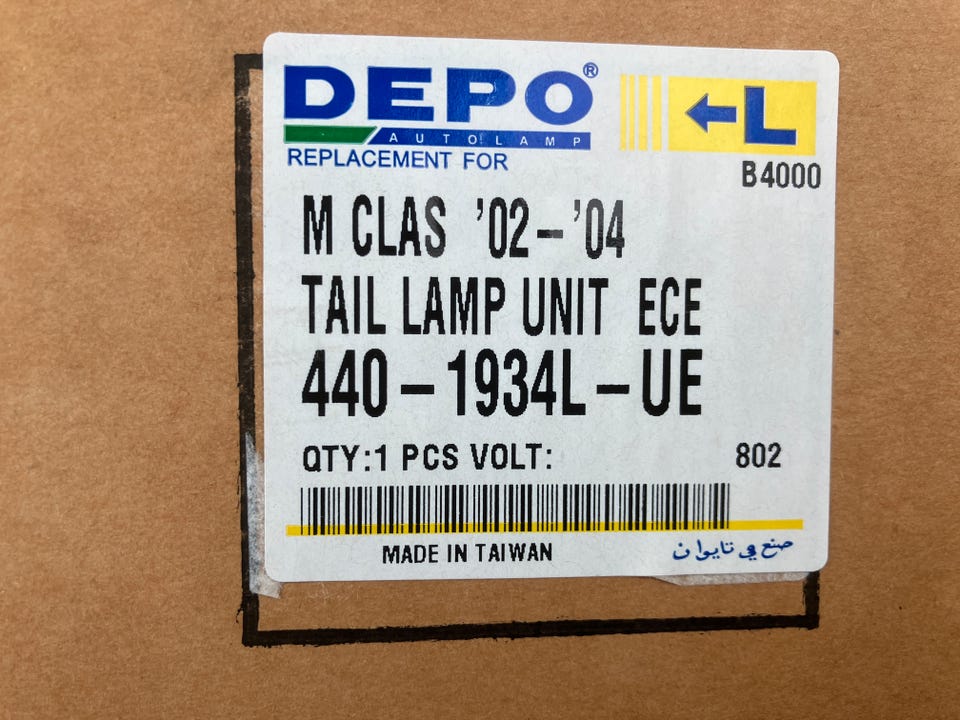 DEPO®
AUTOLAMP
REPLACEMENT FOR
L
B4000
M CLAS '02-'04
TAIL LAMP UNIT ECE
440-1934L-UE
QTY:1 PCS VOLT:
802
MADE IN TAIWAN
صنع في تايوان